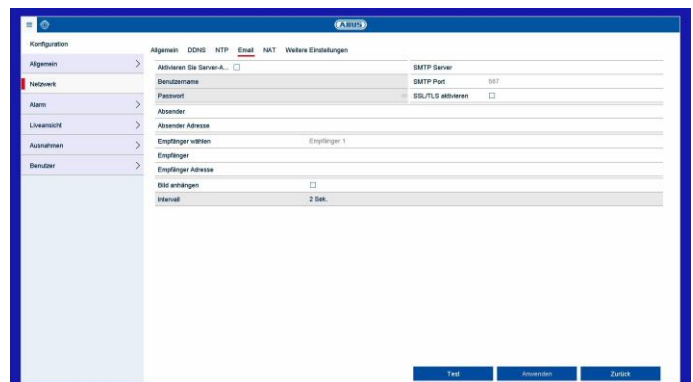 ABUS
Konfiguration
Allgemein DDNS NTP Email NAT Weitere Einstellungen
Allgemein
Netzwerk
Alarm
Liveansicht
Ausnahmen
Benutzer
Aktivieren Sie Server-A...
SMTP Server
Benutzername
SMTP Port 587
Passwort
SSL/TLS aktivieren
Absender
Absender Adresse
Empfänger wählen Empfänger 1
Empfänger
Empfänger Adresse
Bild anhängen
Intervall 2 Sek.
Test Anwenden Zurück